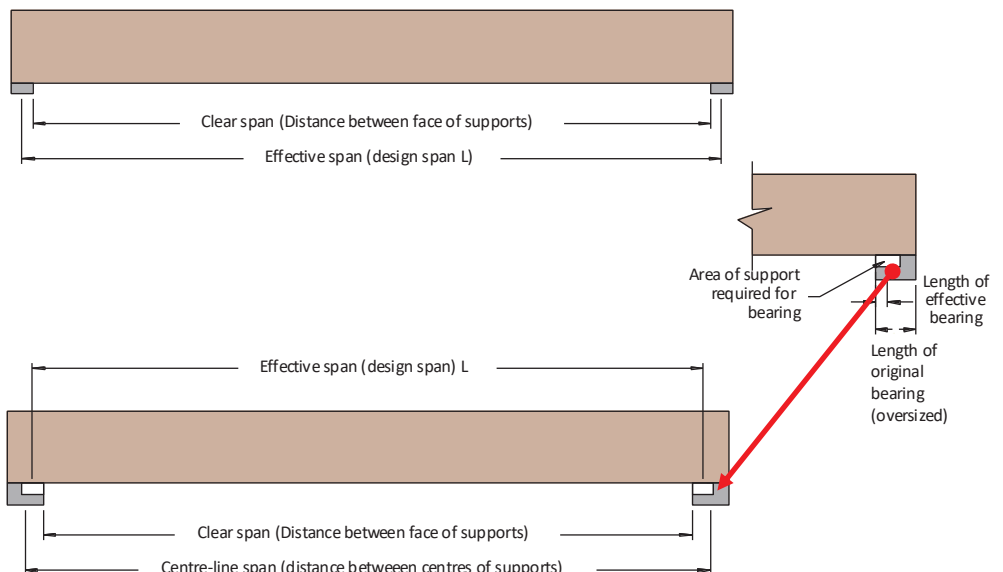 Clear span (Distance between face of supports)
Effective span (design span L)
Area of support
required for
bearing
Length of
effective
bearing
Length of
original
bearing
(oversized)
Effective span (design span) L
Clear span (Distance between face of supports)
Centre-line span (distance betweeen centres of supports)